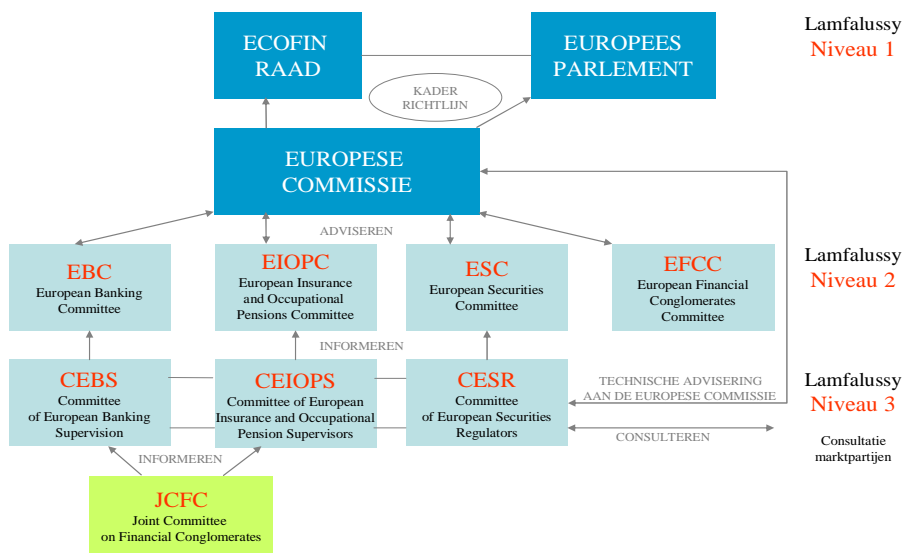 ECOFIN
RAAD
EUROPEES
PARLEMENT
Lamfalussy
Niveau 1
KADER
RICHTLIJN
EUROPESE
COMMISSIE
ADVISEREN
EBC
European Banking
Committee
EIOPC
European Insurance
and Occupational
Pensions Committee
ESC
European Securities
Committee
EFCC
European Financial
Conglomerates
Committee
Lamfalussy
Niveau 2
INFORMEREN
CEBS
Committee
of European Banking
Supervision
CEIOPS
Committee of European
Insurance and Occupational
Pension Supervisors
CESR
Committee
of European Securities
Regulators
TECHNISCHE ADVISERING
AAN DE EUROPESE COMMISSIE
Lamfalussy
Niveau 3
CONSULTEREN
Consultatie
marktpartijen
INFORMEREN
JCFC
Joint Committee
on Financial Conglomerates